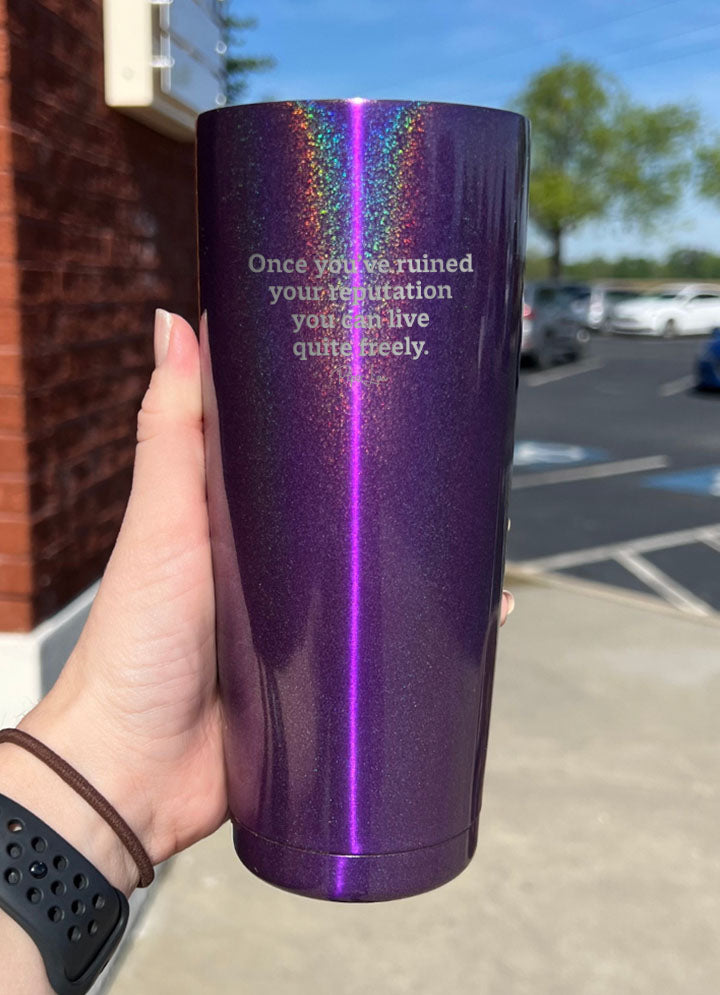 Once you've ruined
your reputation
you can live
quite freely.